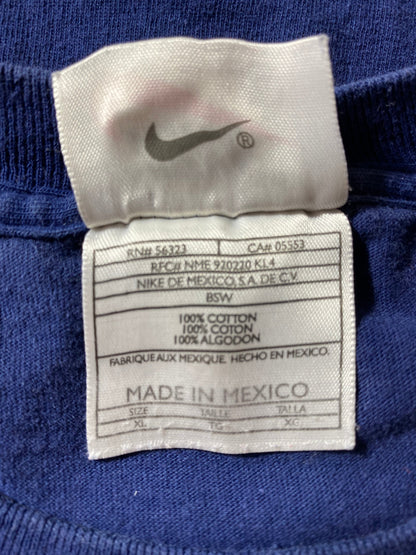 ®
RN# 56323 CA# 05553
RFC# NME 920220 KL4
NIKE DE MEXICO, S.A. DE C.V.
BSW
100% COTTON
100% COTON
100% ALGODON
FABRIQUE AUX MEXIQUE. HECHO EN MEXICO.
MADE IN MEXICO
SIZE TAILLE TALLA
XL TG XG